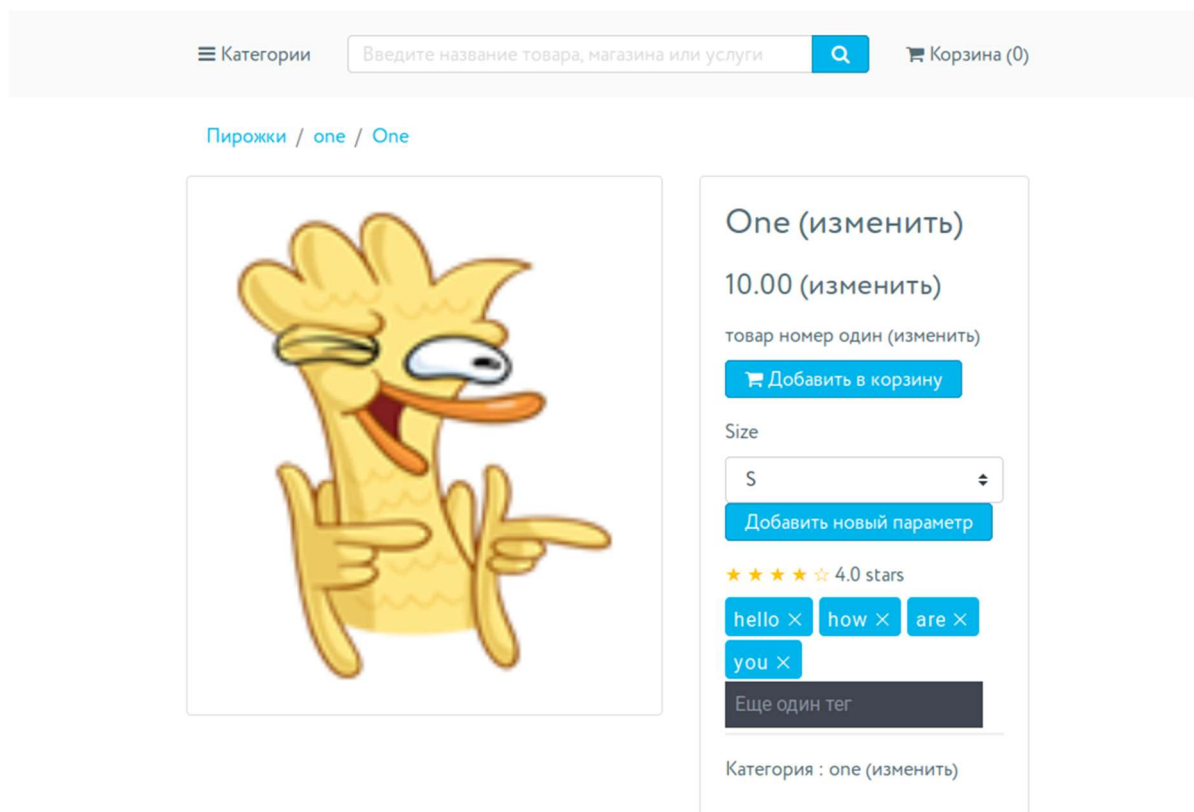 Категории
Введите название товара, магазина или услуги
Корзина (0)
Пирожки / one / One
One (изменить)
10.00 (изменить)
товар номер один (изменить)
Добавить в корзину
Size
S
Добавить новый параметр
★ ★ ★ ★ ☆ 4.0 stars
hello × how × are ×
you ×
Еще один тег
Категория : one (изменить)